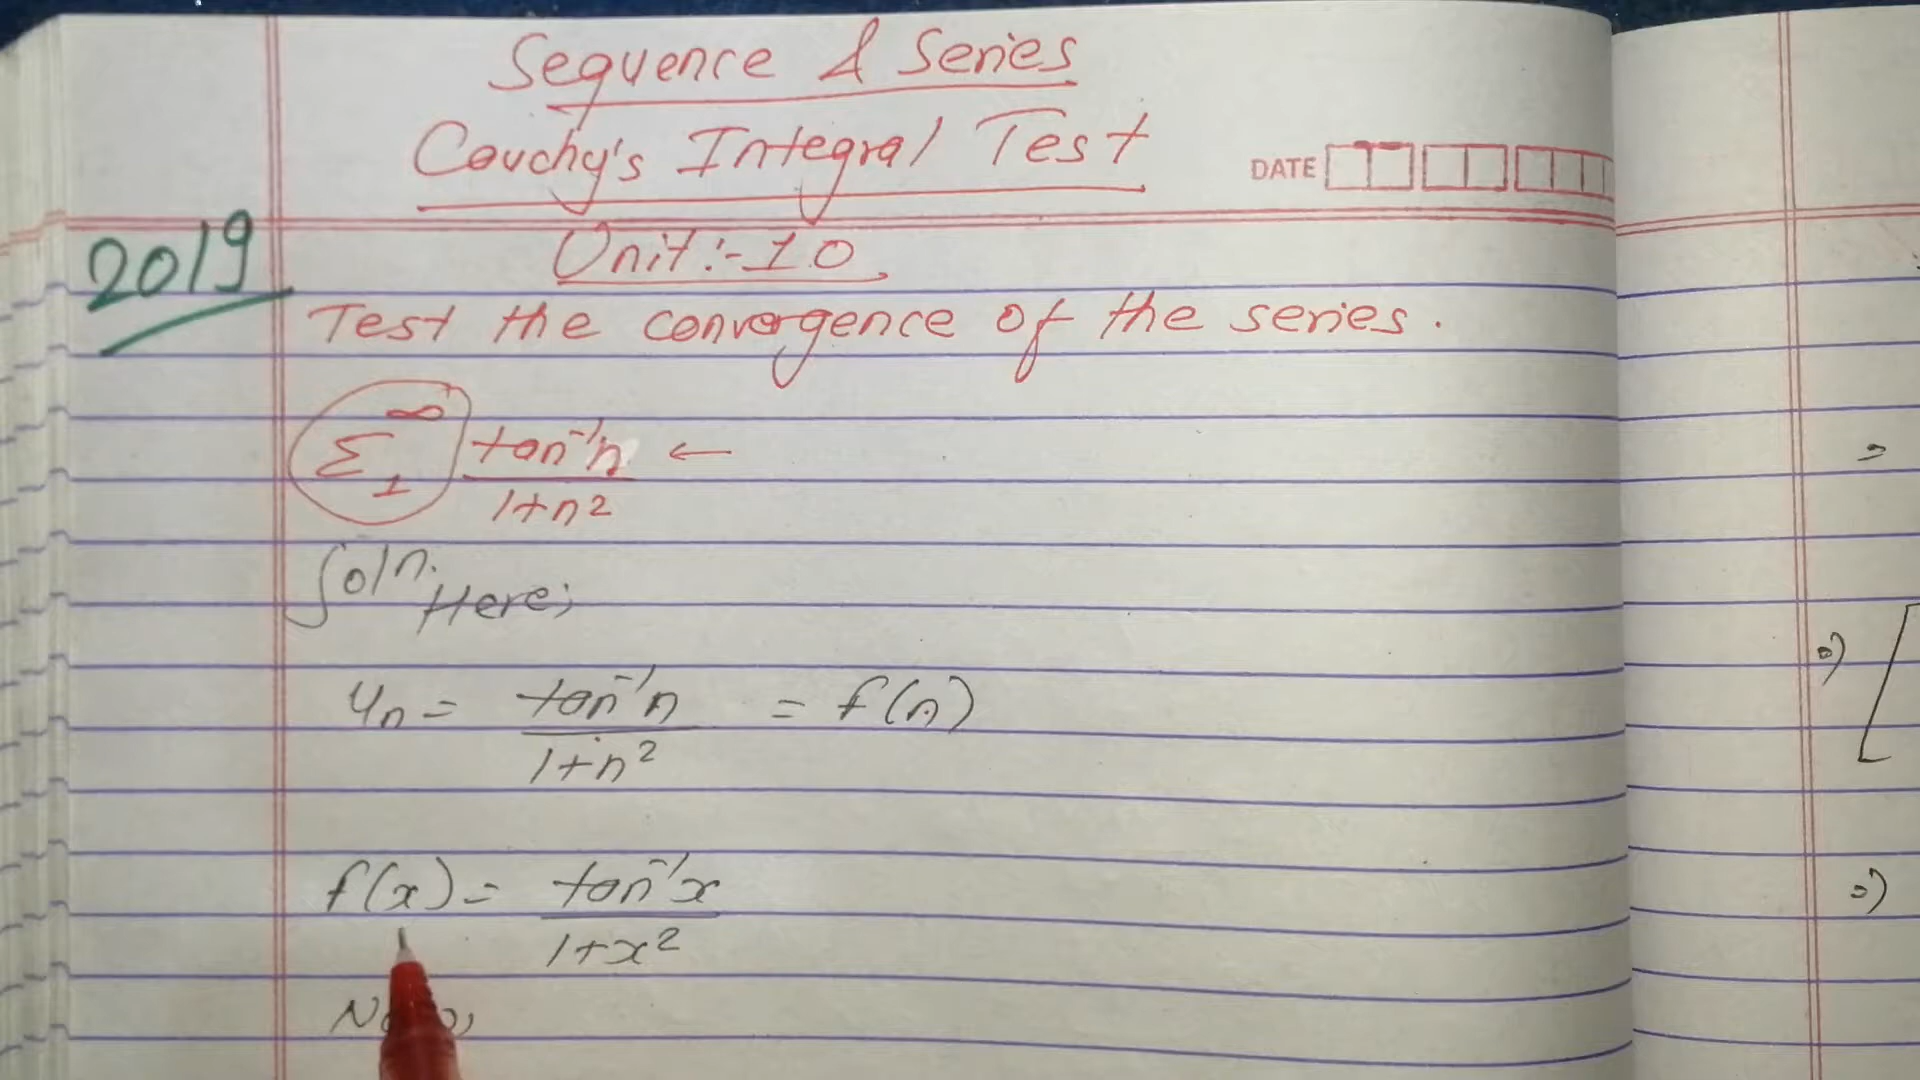 Sequence & Series
Cauchy's Integral Test
DATE
2019
Unit:-10
Test the convergence of the series.
Σ₁^∞ tan⁻¹n / 1+n² ←
Soln. Here;
un = tan⁻¹n / 1+n² = f(n)
f(x) = tan⁻¹x / 1+x²